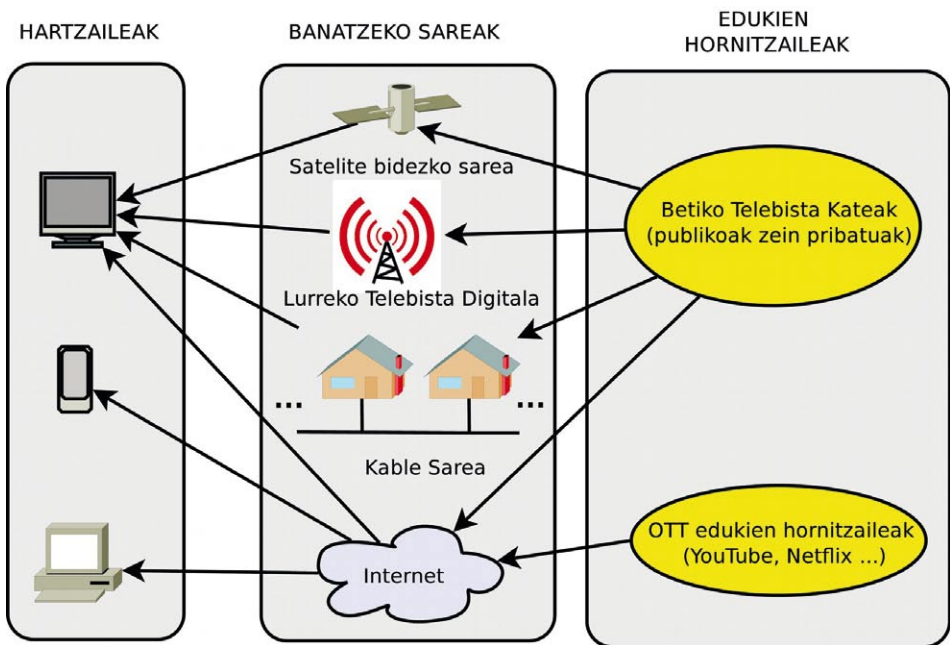 HARTZAILEAK
BANATZEKO SAREAK
EDUKIEN
HORNITZAILEAK
Satelite bidezko sarea
Lurreko Telebista Digitala
...
...
Kable Sarea
Internet
Betiko Telebista Kateak
(publikoak zein pribatuak)
OTT edukien hornitzaileak
(YouTube, Netflix ...)